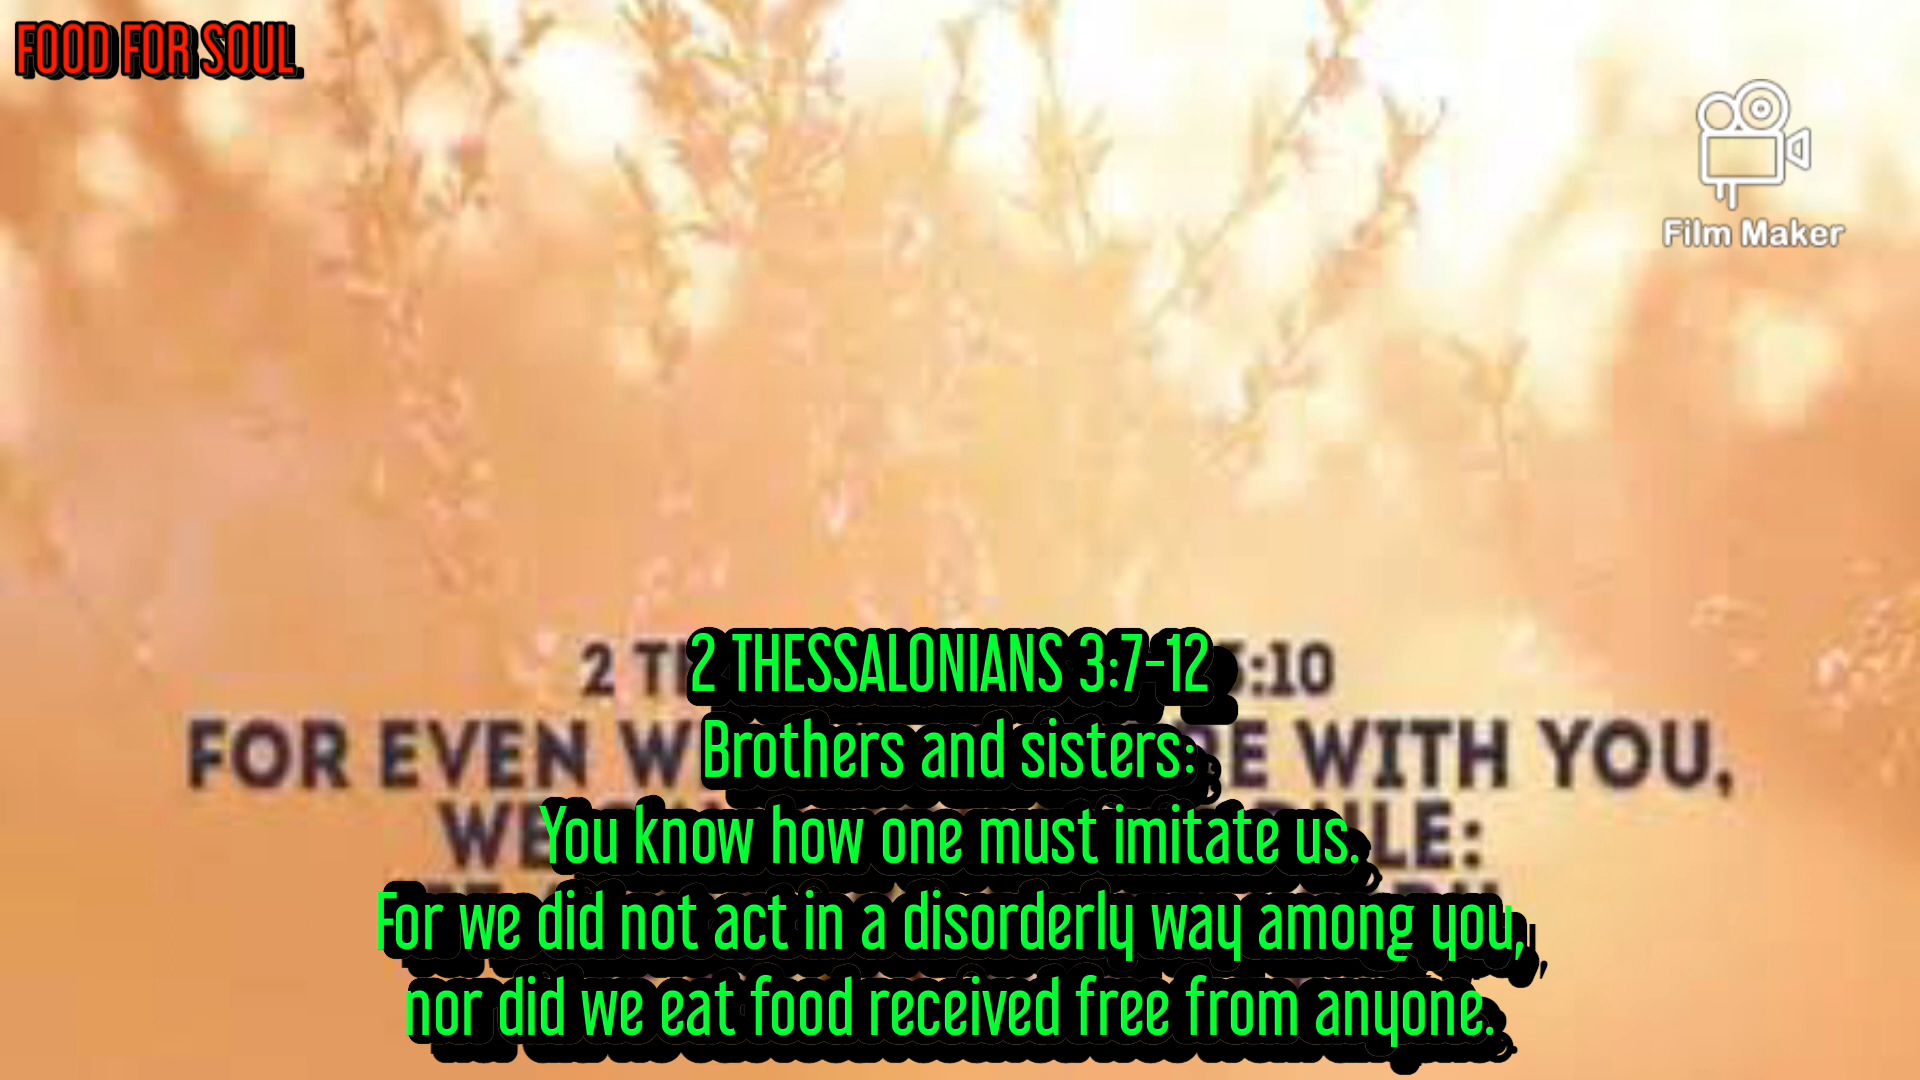 FOOD FOR SOUL.
Film Maker
2 THESSALONIANS 3:7-12
:10
FOR EVEN WITH YOU,
Brothers and sisters:
WE
You know how one must imitate us.
For we did not act in a disorderly way among you,
nor did we eat food received free from anyone.